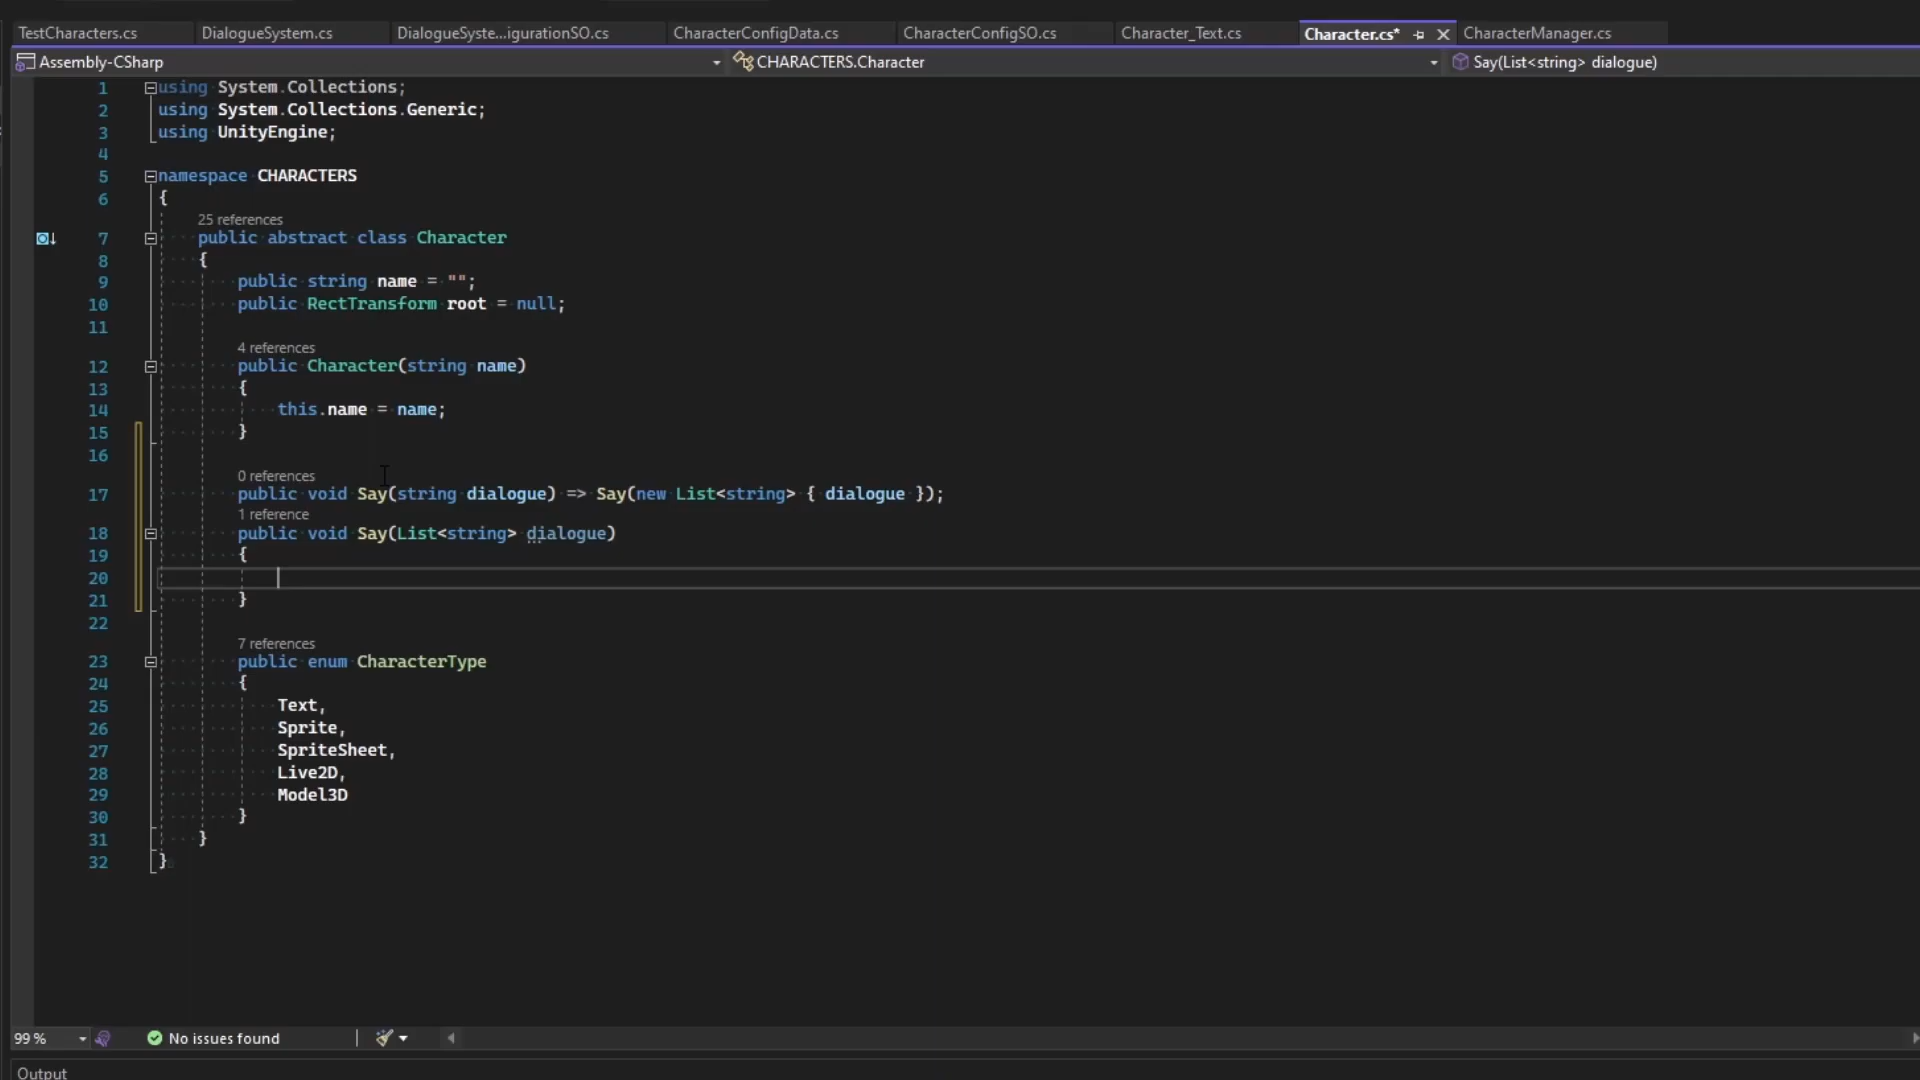 TestCharacters.cs DialogueSystem.cs DialogueSyste...igurationSO.cs CharacterConfigData.cs CharacterConfigSO.cs Character_Text.cs Character.cs* CharacterManager.cs
Assembly-CSharp CHARACTERS.Character Say(List<string> dialogue)
1 using System.Collections;
2 using System.Collections.Generic;
3 using UnityEngine;
4
5 namespace CHARACTERS
6 {
25 references
7 public abstract class Character
8 {
9 public string name = "";
10 public RectTransform root = null;
11
4 references
12 public Character(string name)
13 {
14 this.name = name;
15 }
16
0 references
17 public void Say(string dialogue) => Say(new List<string> { dialogue });
1 reference
18 public void Say(List<string> dialogue)
19 {
20
21 }
22
7 references
23 public enum CharacterType
24 {
25 Text,
26 Sprite,
27 SpriteSheet,
28 Live2D,
29 Model3D
30 }
31 }
32 }
99 % No issues found
Output